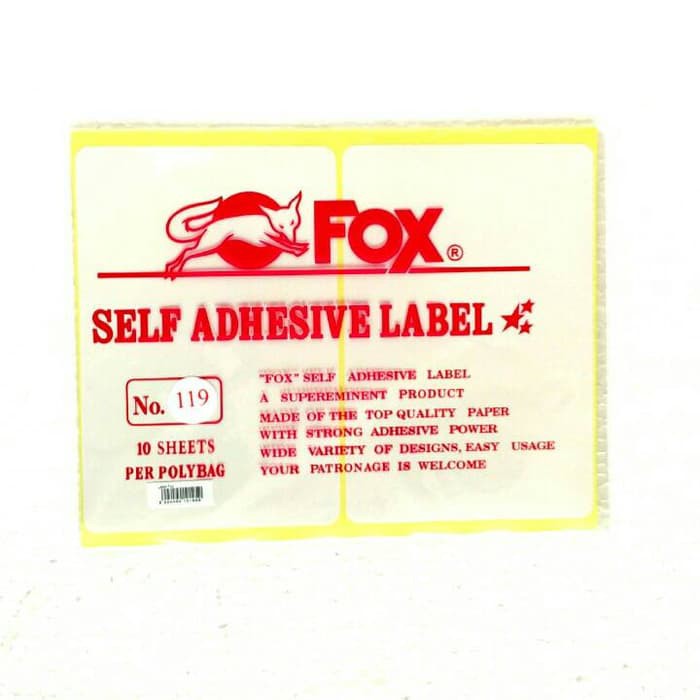 FOX®
SELF ADHESIVE LABEL
No. 119
10 SHEETS
PER POLYBAG
"FOX" SELF ADHESIVE LABEL
A SUPEREMINENT PRODUCT
MADE OF THE TOP QUALITY PAPER
WITH STRONG ADHESIVE POWER
WIDE VARIETY OF DESIGNS, EASY USAGE
YOUR PATRONAGE IS WELCOME